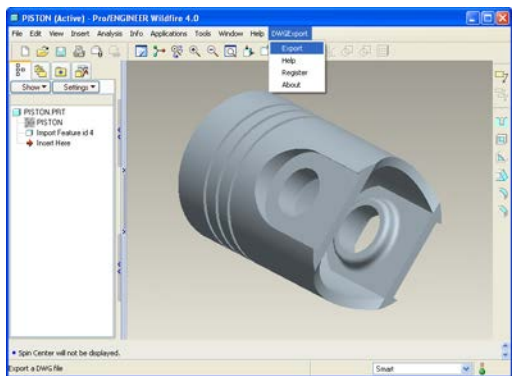 PISTON (Active) - Pro/ENGINEER Wildfire 4.0
File Edit View Insert Analysis Info Applications Tools Window Help DWGExport
Export
Help
Register
About
Show Settings
PISTON.PRT
PISTON
Import Feature id 4
Insert Here
Spin Center will not be displayed.
Export a DWG file
Smart